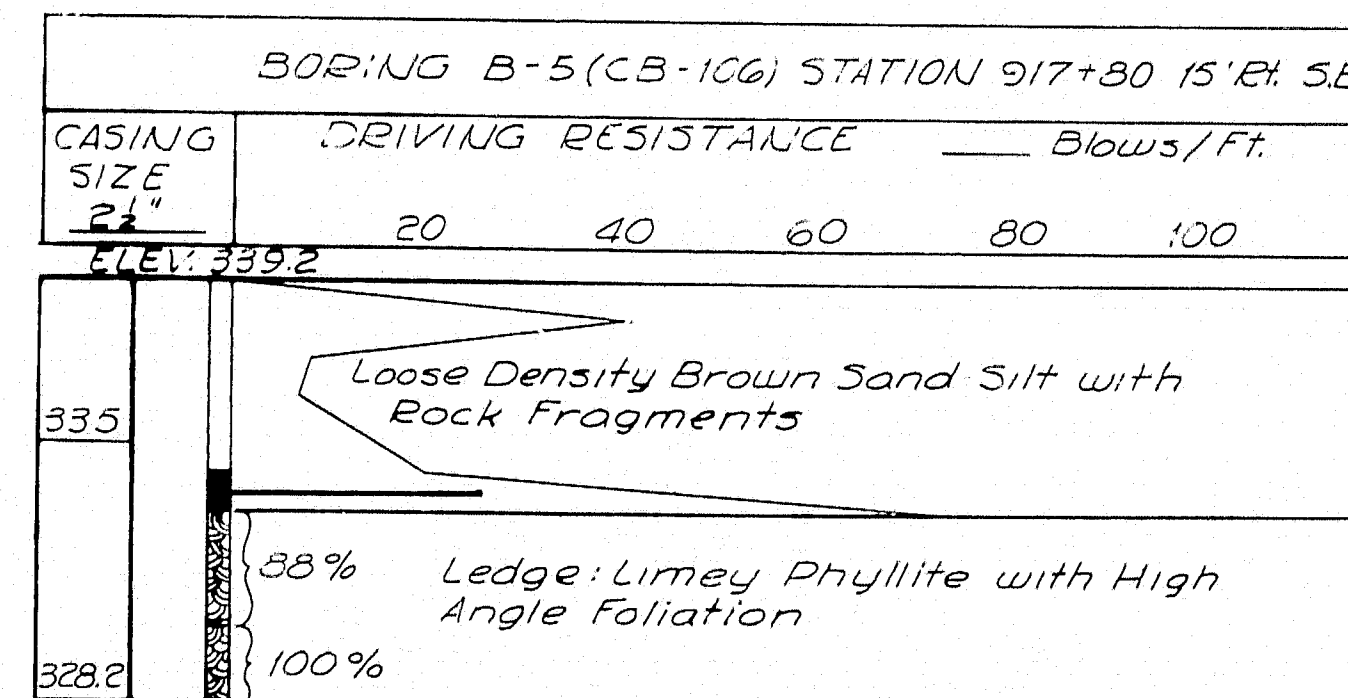 BORING B-5 (CB-106) STATION 917+80 15' Rt. S.B
CASING SIZE 2½"
DRIVING RESISTANCE ___ Blows/Ft.
20 40 60 80 100
ELEV. 339.2
Loose Density Brown Sand Silt with
Rock Fragments
335
88%
Ledge: Limey Phyllite with High
Angle Foliation
100%
328.2